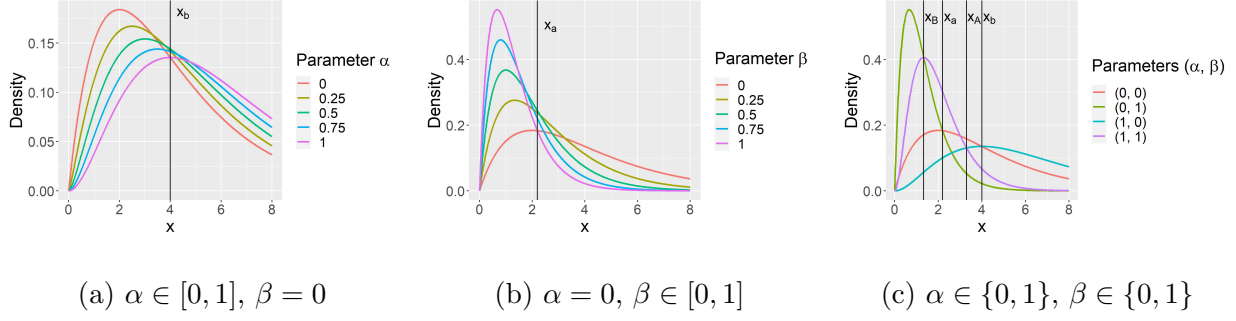 x_b
Density
0.15
0.10
0.05
0.00
0 2 4 6 8
x
Parameter α
0
0.25
0.5
0.75
1
(a) α ∈ [0, 1], β = 0
x_a
Density
0.4
0.2
0.0
0 2 4 6 8
x
Parameter β
0
0.25
0.5
0.75
1
(b) α = 0, β ∈ [0, 1]
x_B x_a x_A x_b
Density
0.4
0.2
0.0
0 2 4 6 8
x
Parameters (α, β)
(0, 0)
(0, 1)
(1, 0)
(1, 1)
(c) α ∈ {0, 1}, β ∈ {0, 1}